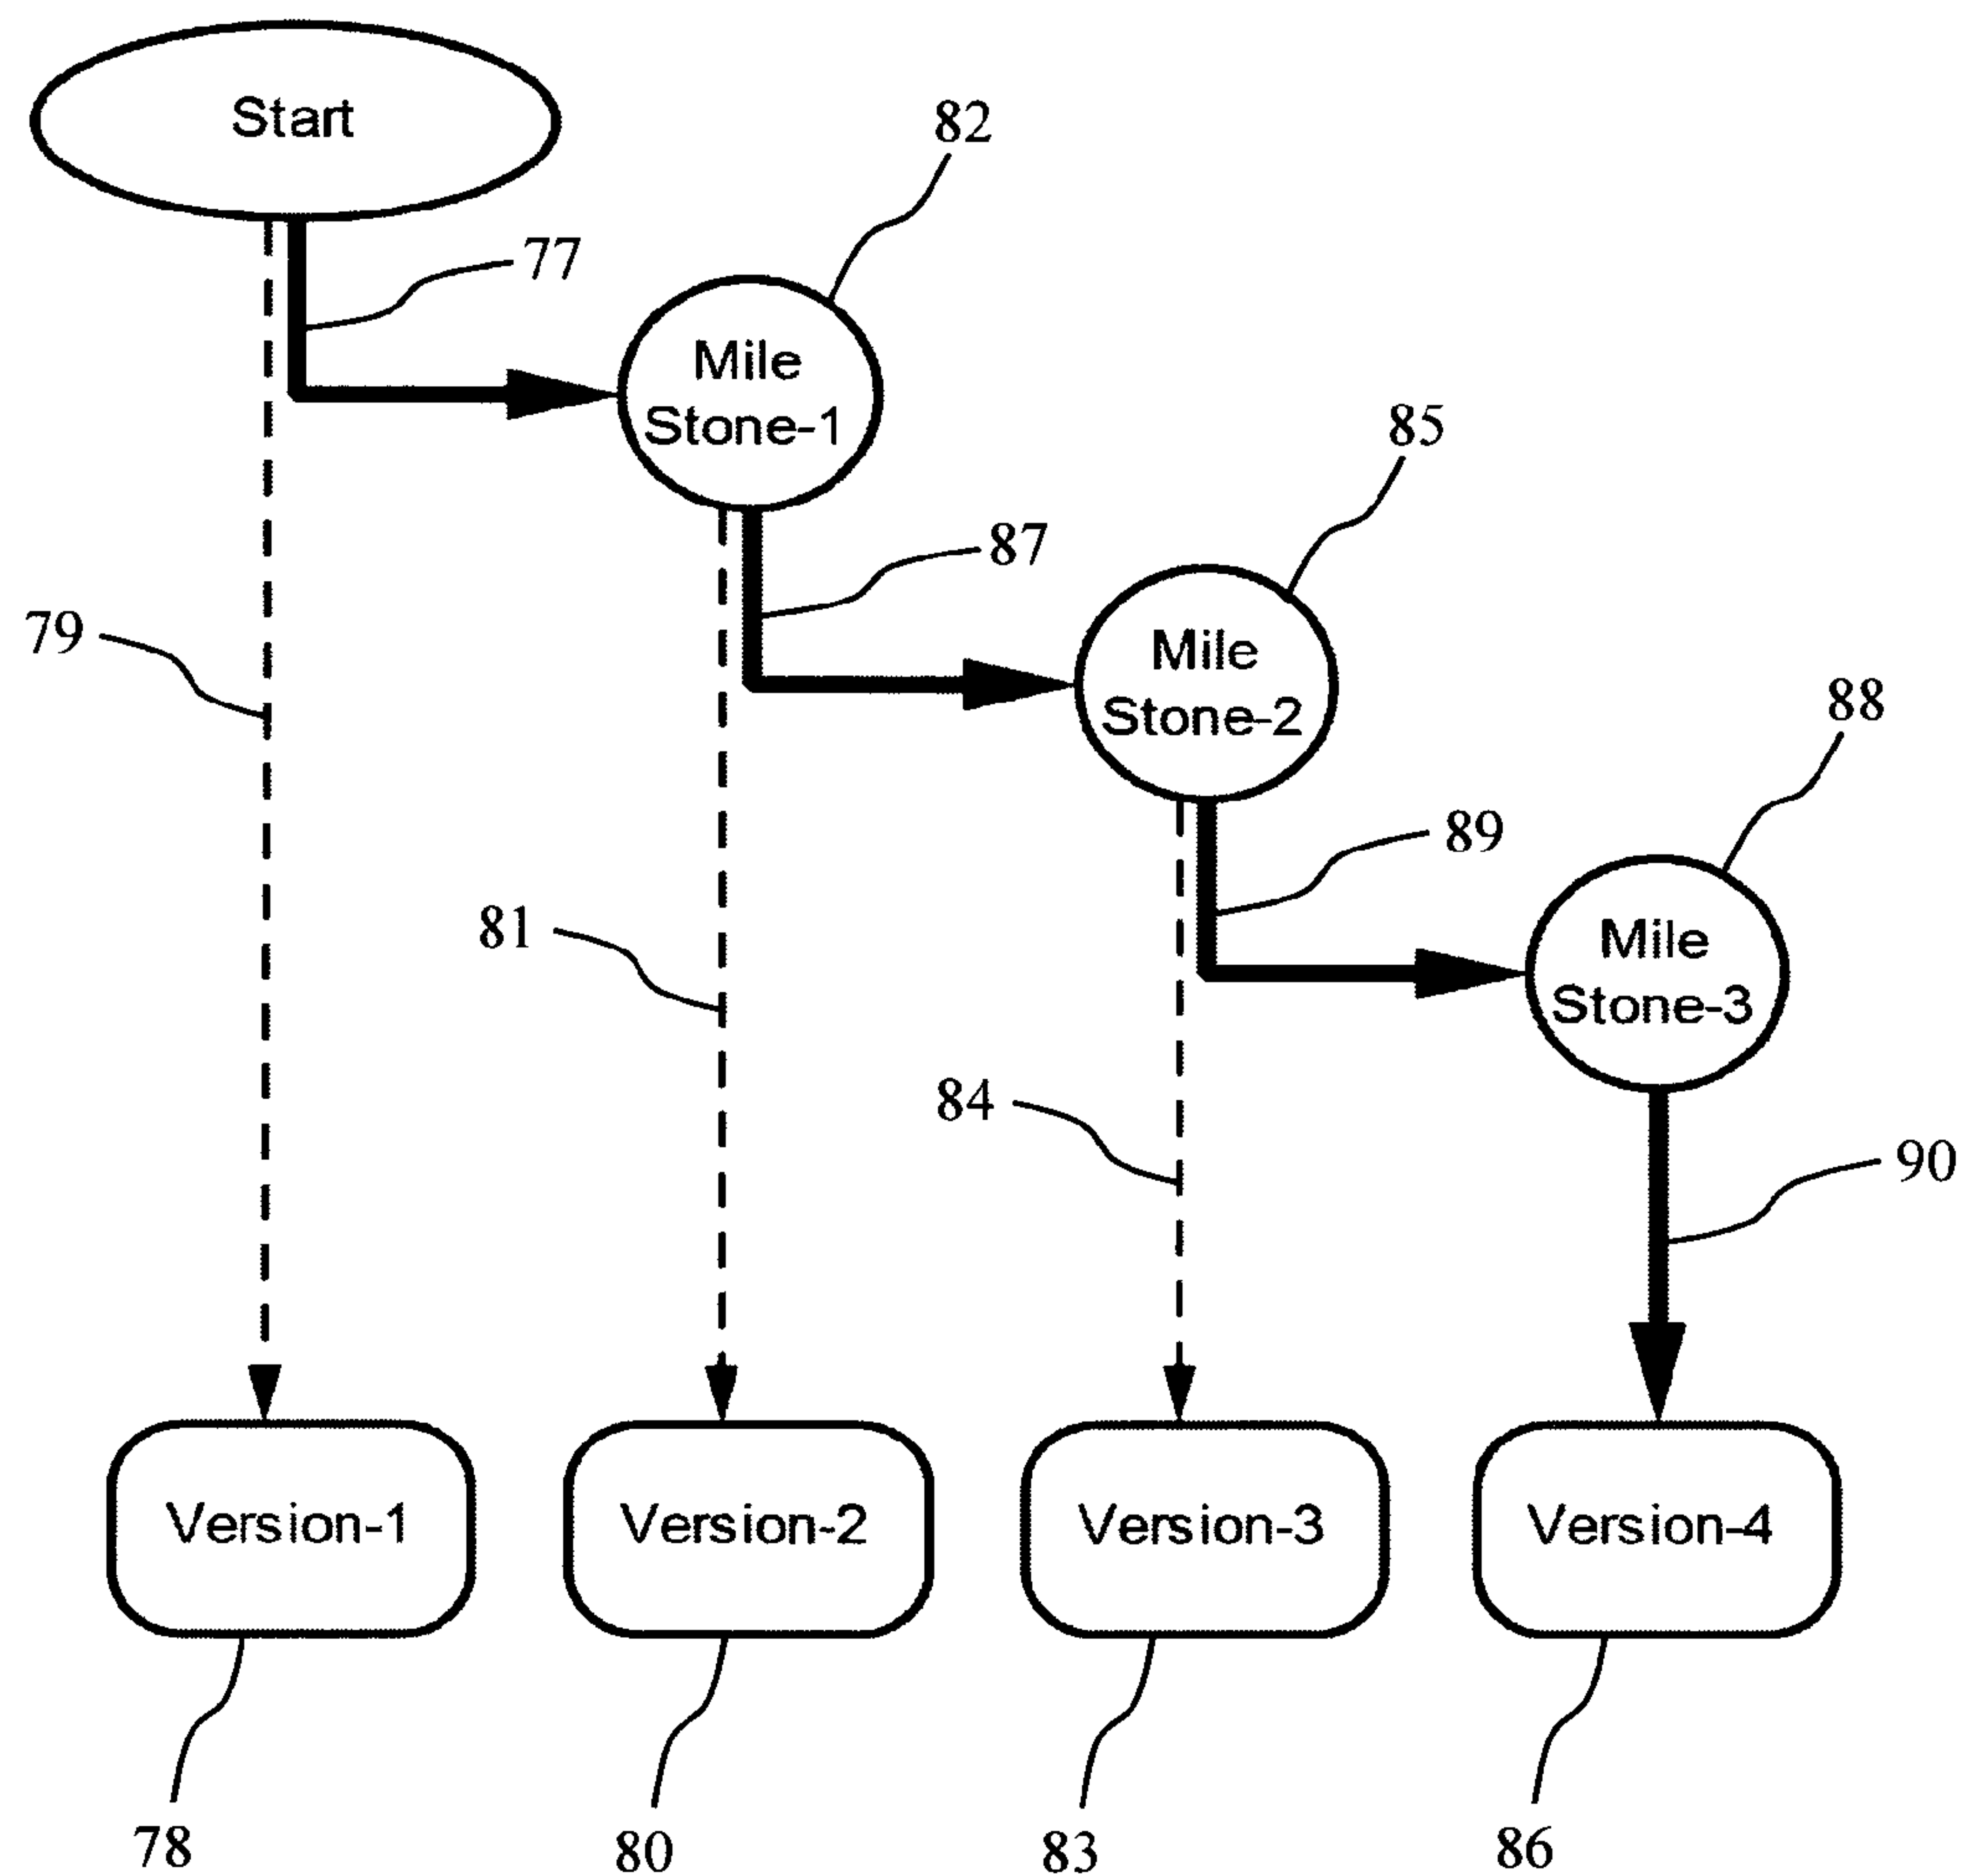 Start
82
77
Mile
Stone-1
85
87
79
Mile
Stone-2
88
89
81
Mile
Stone-3
84
90
Version-1
Version-2
Version-3
Version-4
78
80
83
86